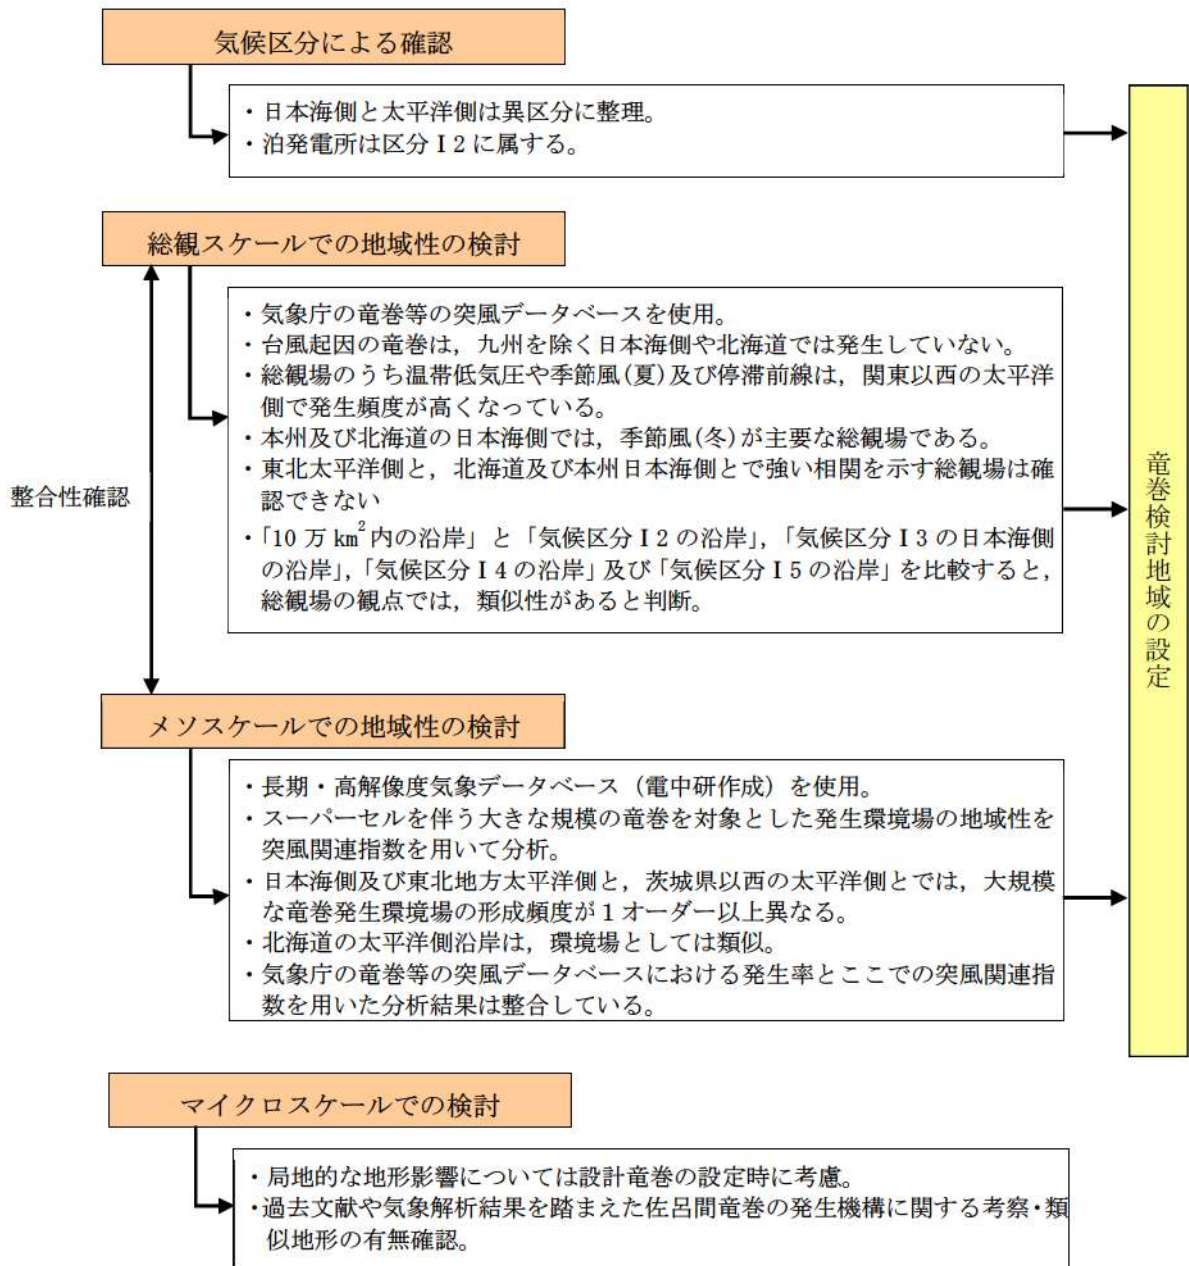 気候区分による確認
・日本海側と太平洋側は異区分に整理。
・泊発電所は区分Ⅰ2に属する。
総観スケールでの地域性の検討
・気象庁の竜巻等の突風データベースを使用。
・台風起因の竜巻は，九州を除く日本海側や北海道では発生していない。
・総観場のうち温帯低気圧や季節風(夏)及び停滞前線は，関東以西の太平洋
側で発生頻度が高くなっている。
・本州及び北海道の日本海側では，季節風(冬)が主要な総観場である。
・東北太平洋側と，北海道及び本州日本海側とで強い相関を示す総観場は確
認できない
・「10万km²内の沿岸」と「気候区分Ⅰ2の沿岸」，「気候区分Ⅰ3の日本海側
の沿岸」，「気候区分Ⅰ4の沿岸」及び「気候区分Ⅰ5の沿岸」を比較すると，
総観場の観点では，類似性があると判断。
整合性確認
メソスケールでの地域性の検討
・長期・高解像度気象データベース（電中研作成）を使用。
・スーパーセルを伴う大きな規模の竜巻を対象とした発生環境場の地域性を
突風関連指数を用いて分析。
・日本海側及び東北地方太平洋側と，茨城県以西の太平洋側とでは，大規模
な竜巻発生環境場の形成頻度が1オーダー以上異なる。
・北海道の太平洋側沿岸は，環境場としては類似。
・気象庁の竜巻等の突風データベースにおける発生率とここでの突風関連指
数を用いた分析結果は整合している。
竜巻検討地域の設定
マイクロスケールでの検討
・局地的な地形影響については設計竜巻の設定時に考慮。
・過去文献や気象解析結果を踏まえた佐呂間竜巻の発生機構に関する考察・類
似地形の有無確認。